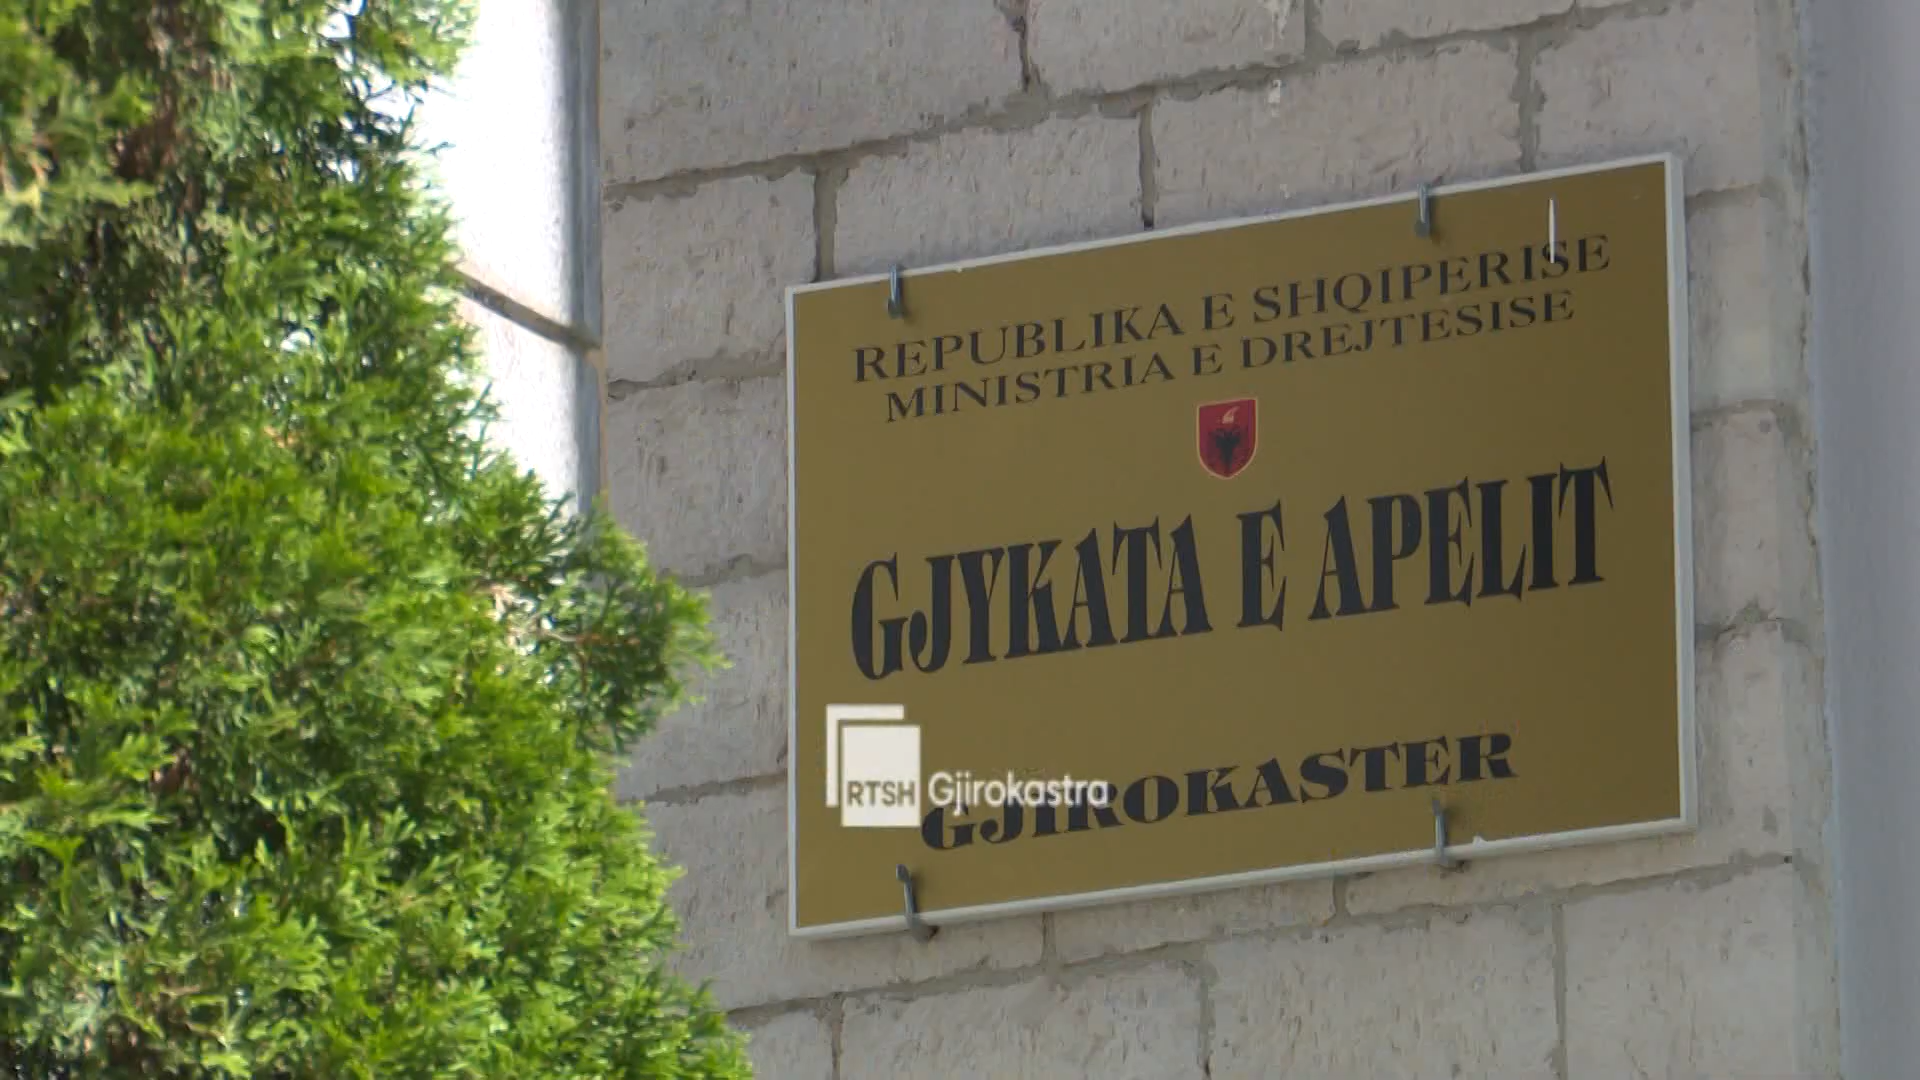 REPUBLIKA E SHQIPERISE
MINISTRIA E DREJTESISE
GJYKATA E APELIT
GJIROKASTER
RTSH Gjirokastra